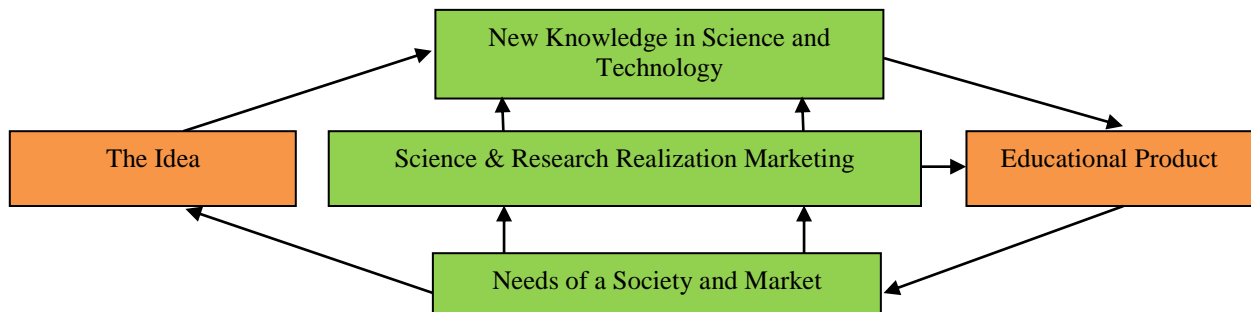 New Knowledge in Science and
Technology
The Idea
Science & Research Realization Marketing
Educational Product
Needs of a Society and Market